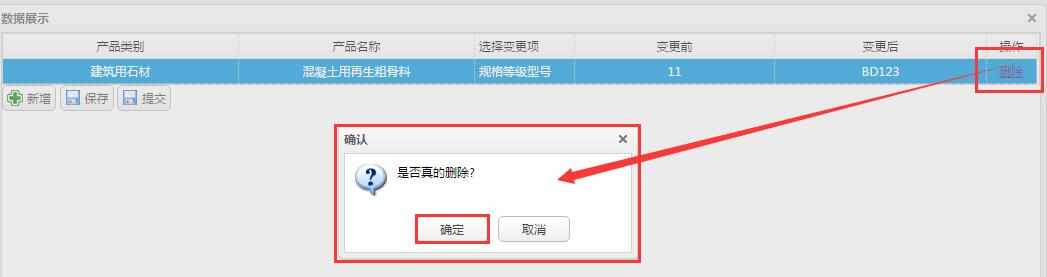 数据展示
产品类别 产品名称 选择变更项 变更前 变更后 操作
建筑用石材 混凝土用再生粗骨料 规格等级型号 11 BD123 删除
新增 保存 提交
确认
是否真的删除?
确定 取消